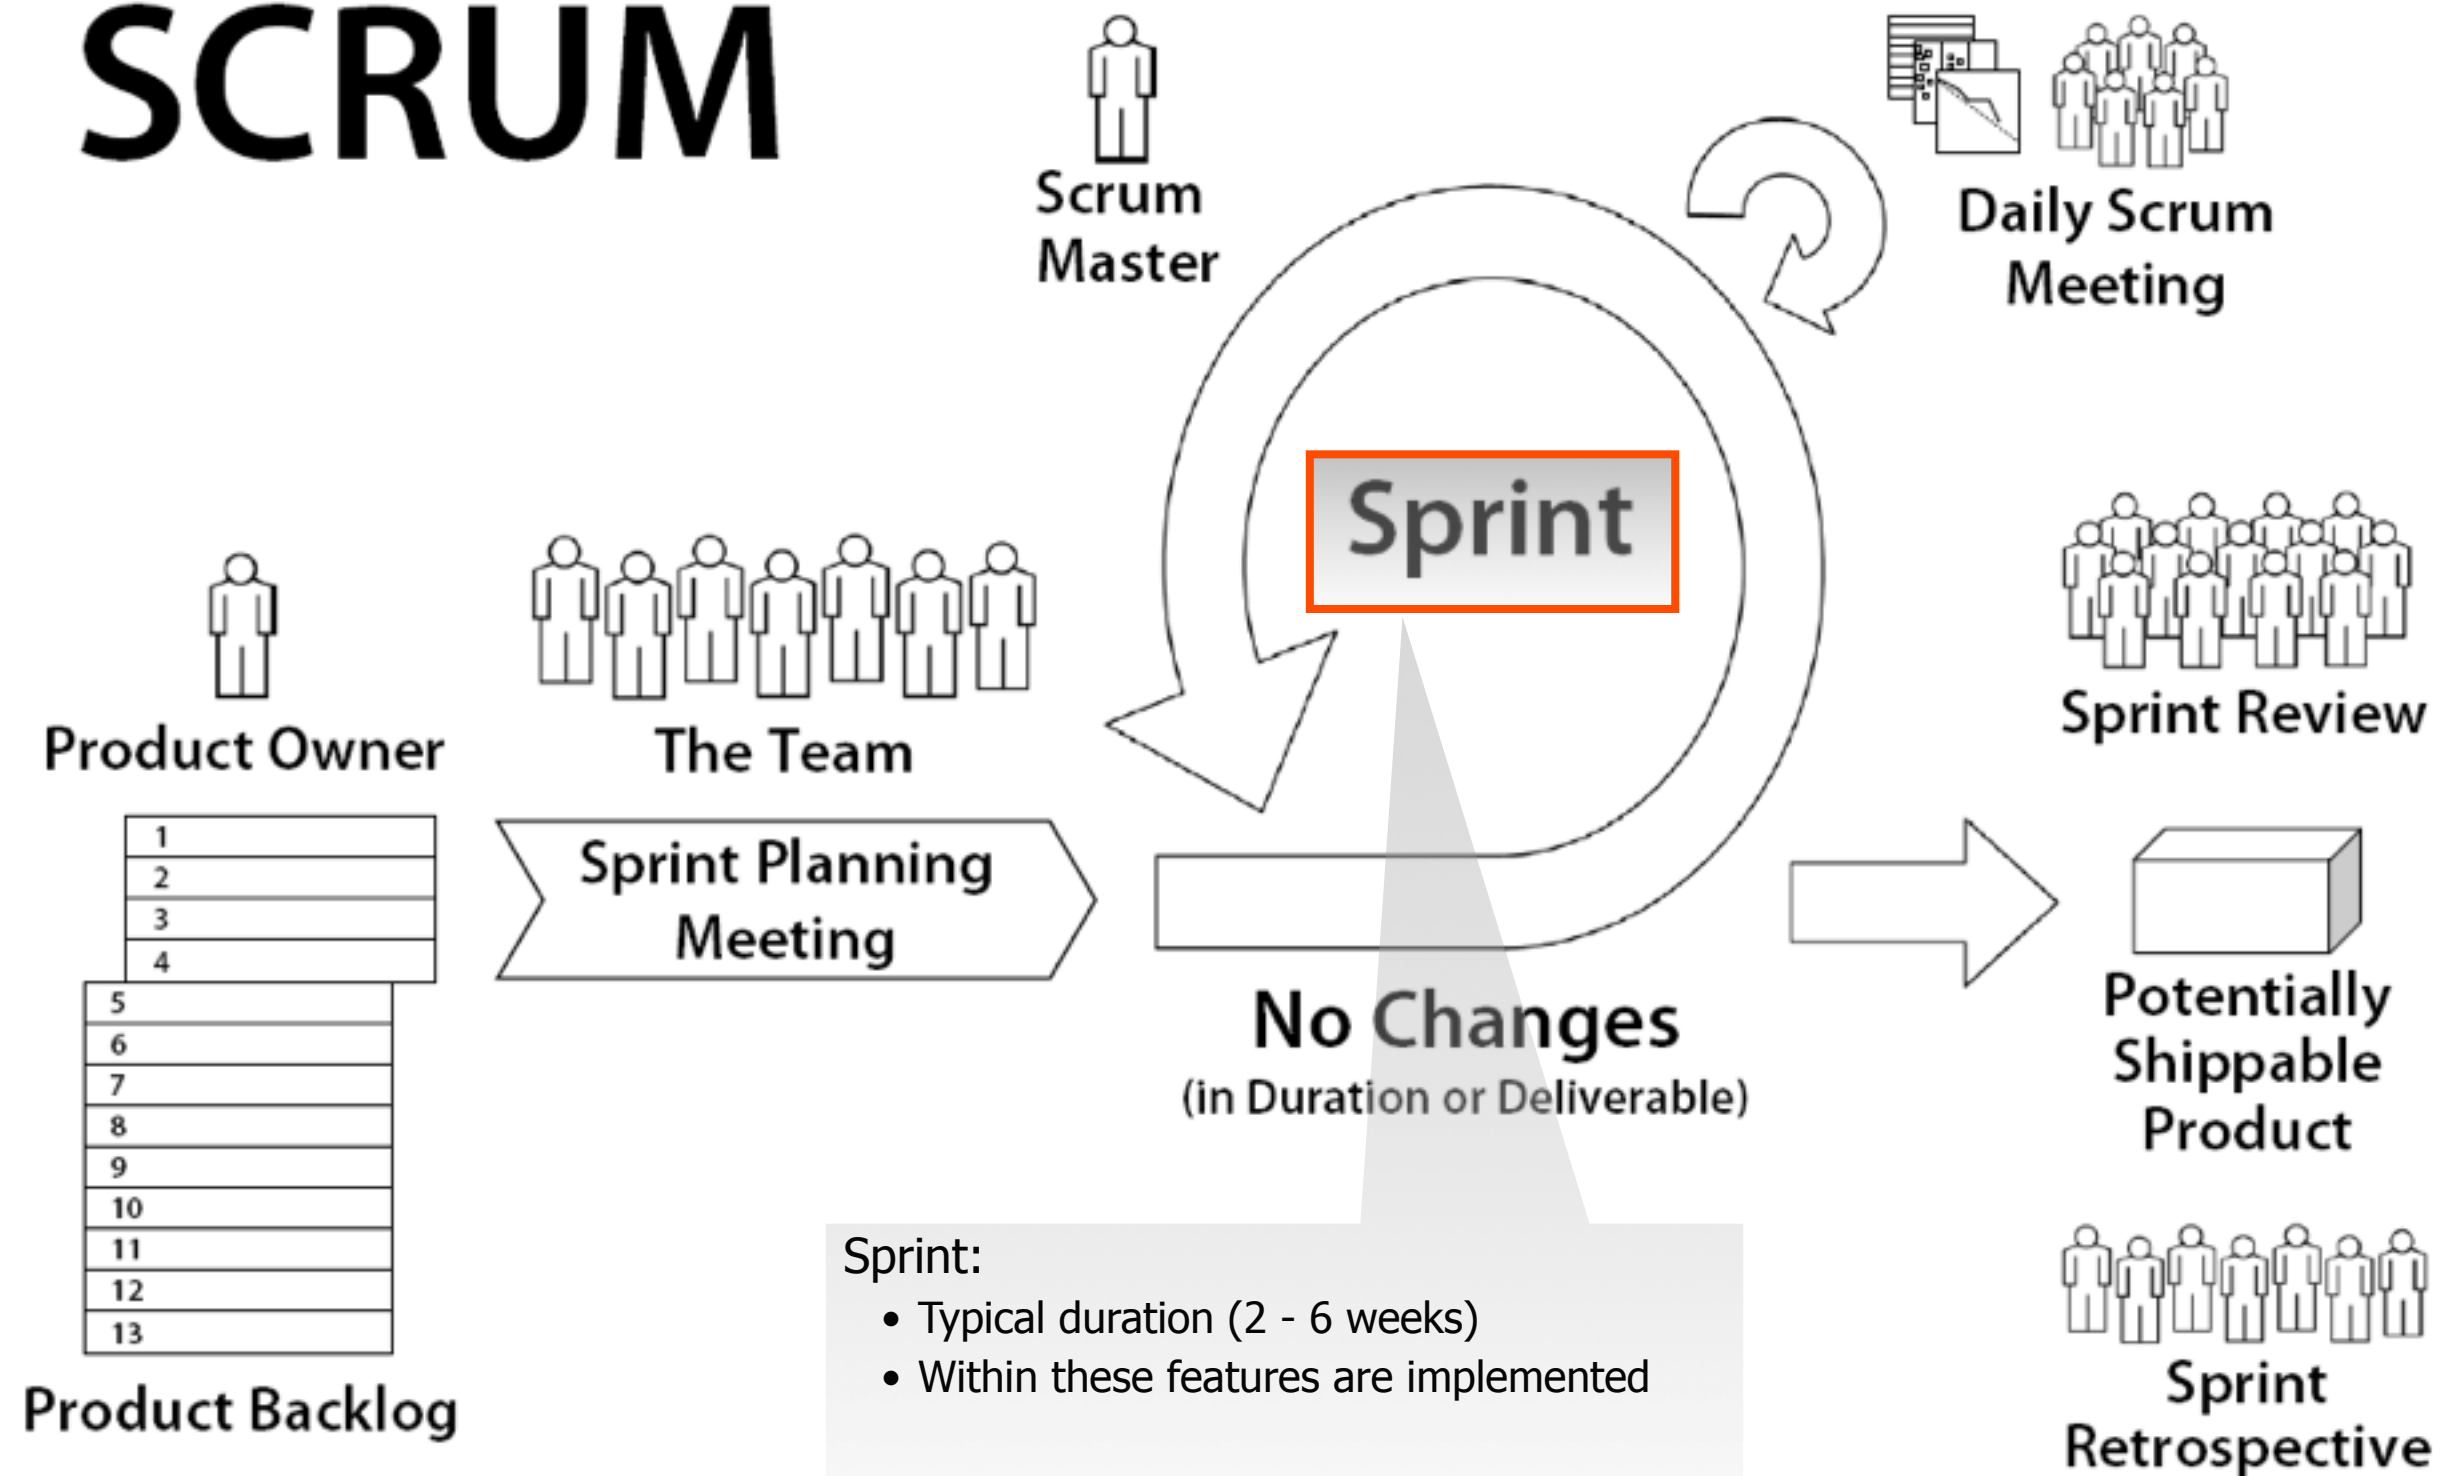 SCRUM
Scrum
Master
Daily Scrum
Meeting
Sprint
Product Owner
The Team
Sprint Review
1
2
3
4
5
6
7
8
9
10
11
12
13
Product Backlog
Sprint Planning
Meeting
No Changes
(in Duration or Deliverable)
Potentially
Shippable
Product
Sprint:
• Typical duration (2 - 6 weeks)
• Within these features are implemented
Sprint
Retrospective